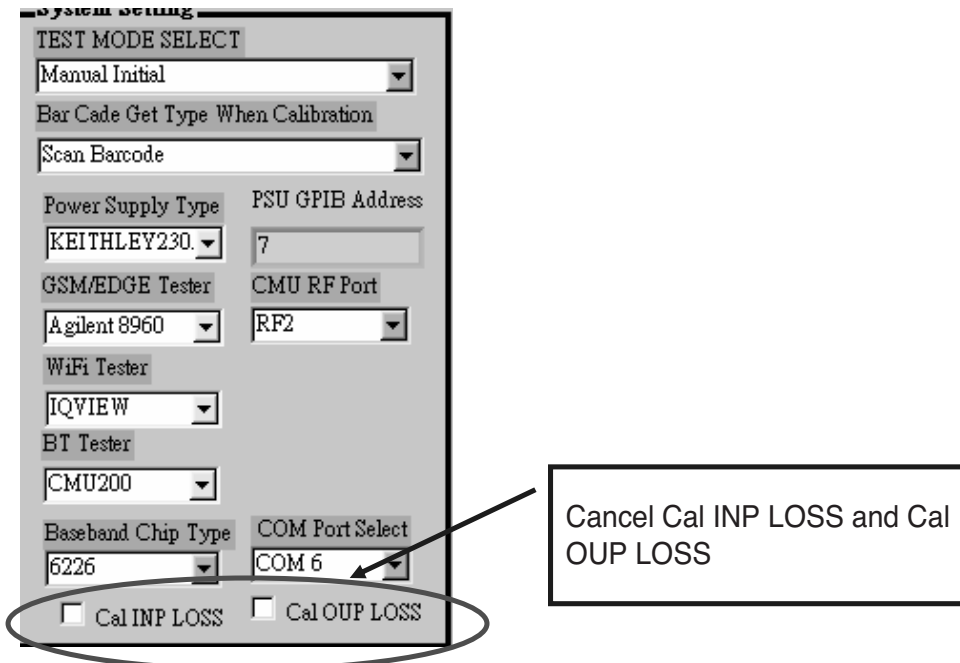 System Setting
TEST MODE SELECT
Manual Initial
Bar Cade Get Type When Calibration
Scan Barcode
Power Supply Type
PSU GPIB Address
KEITHLEY230.
7
GSM/EDGE Tester
CMU RF Port
Agilent 8960
RF2
WiFi Tester
IQVIEW
BT Tester
CMU200
Baseband Chip Type
COM Port Select
6226
COM 6
Cal INP LOSS
Cal OUP LOSS
Cancel Cal INP LOSS and Cal
OUP LOSS